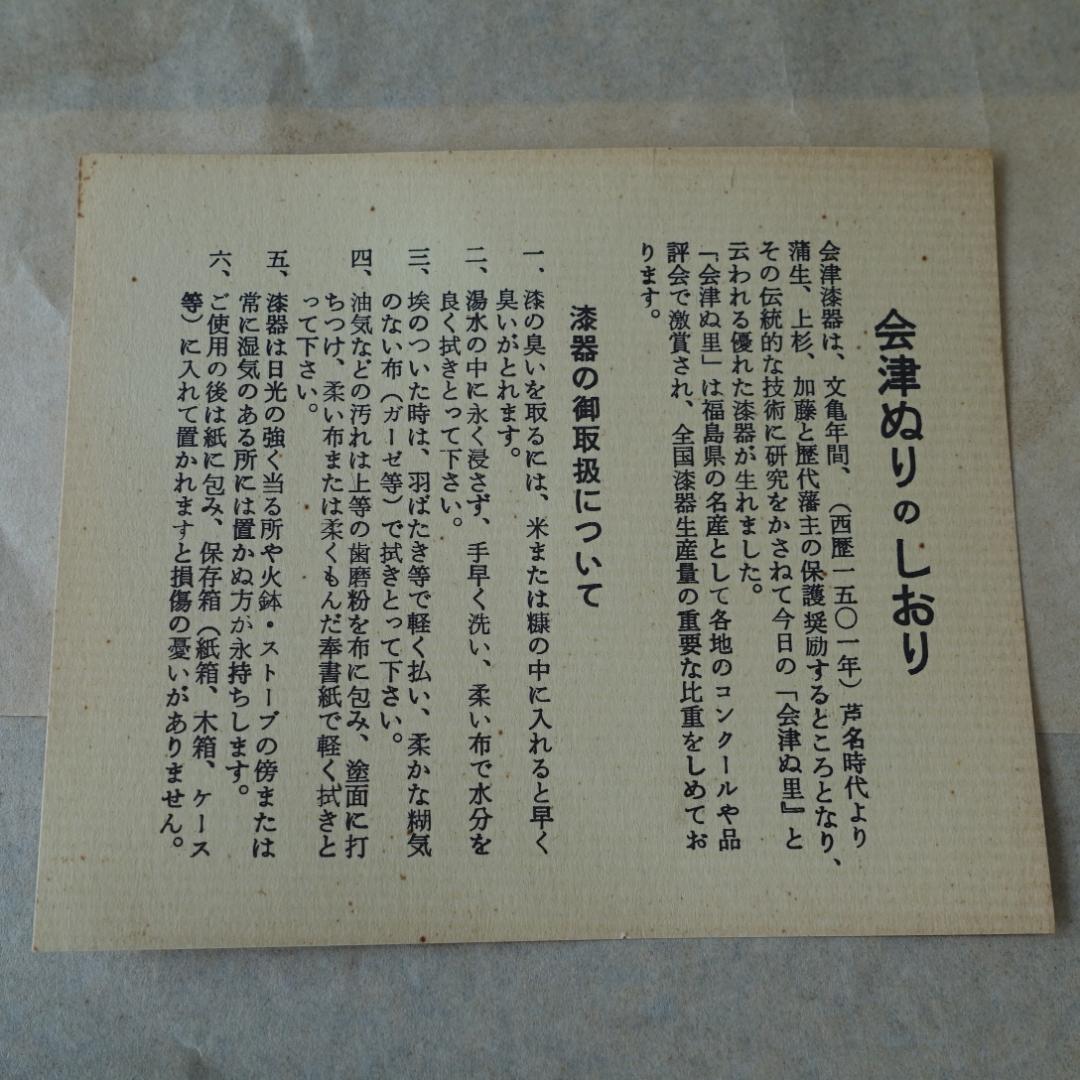 会津ぬりのしおり
会津漆器は、文亀年間、（西歴一五〇一年）芦名時代より
蒲生、上杉、加藤と歴代藩主の保護奨励するところとなり、
その伝統的な技術に研究をかさねて今日の「会津ぬ里』と
云われる優れた漆器が生れました。
「会津ぬ里」は福島県の名産として各地のコンクールや品
評会で激賞され、全国漆器生産量の重要な比重をしめてお
ります。
漆器の御取扱について
一、漆の臭いを取るには、米または糠の中に入れると早く
臭いがとれます。
二、湯水の中に永く浸さず、手早く洗い、柔い布で水分を
良く拭きとって下さい。
三、埃のついた時は、羽ばたき等で軽く払い、柔かな糊気
のない布（ガーゼ等）で拭きとって下さい。
四、油気などの汚れは上等の歯磨粉を布に包み、塗面に打
ちつけ、柔い布または柔くもんだ奉書紙で軽く拭きと
って下さい。
五、漆器は日光の強く当る所や火鉢・ストーブの傍または
常に湿気のある所には置かぬ方が永持ちします。
六、ご使用の後は紙に包み、保存箱（紙箱、木箱、ケース
等）に入れて置かれますと損傷の憂いがありません。